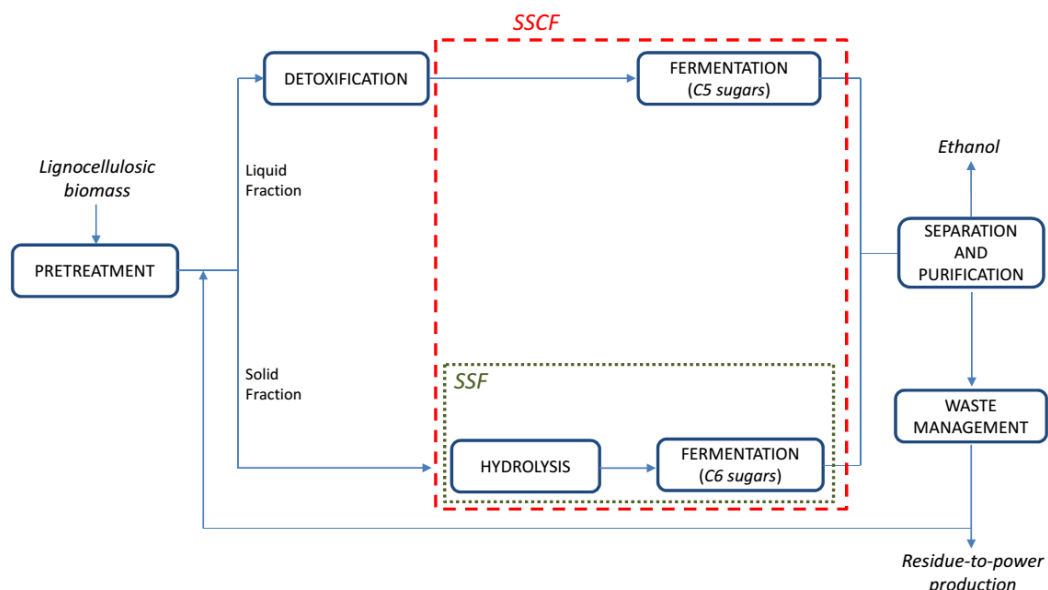 SSCF
DETOXIFICATION
FERMENTATION
(C5 sugars)
Lignocellulosic
biomass
Liquid
Fraction
Ethanol
PRETREATMENT
SEPARATION
AND
PURIFICATION
Solid
Fraction
SSF
HYDROLYSIS
FERMENTATION
(C6 sugars)
WASTE
MANAGEMENT
Residue-to-power
production